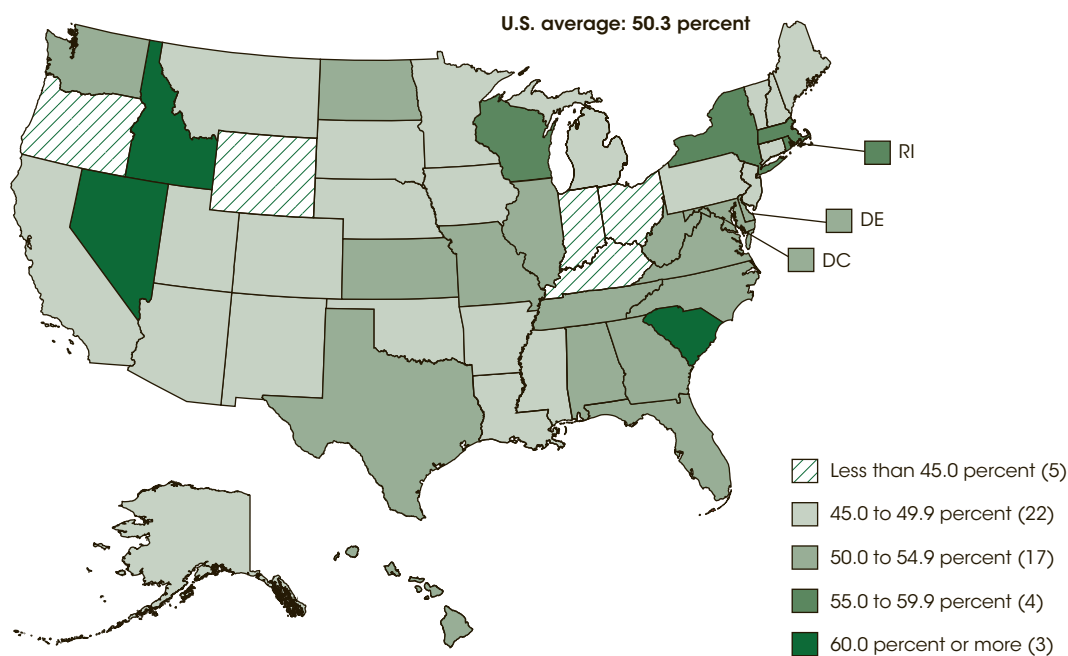 U.S. average: 50.3 percent
RI
DE
DC
Less than 45.0 percent (5)
45.0 to 49.9 percent (22)
50.0 to 54.9 percent (17)
55.0 to 59.9 percent (4)
60.0 percent or more (3)